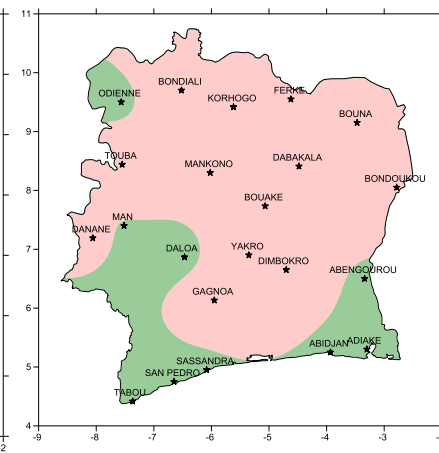 11
10
BONDIALI
ODIENNE
FERKE
KORHOGO
9
BOUNA
TOUBA
DABAKALA
MANKONO
8
BONDOUKOU
BOUAKE
MAN
DANANE
7
DALOA
YAKRO
DIMBOKRO
ABENGOUROU
GAGNOA
6
ABIDJAN
ADIAKE
5
SASSANDRA
SAN PEDRO
TABOU
4
-9
-8
-7
-6
-5
-4
-3
2